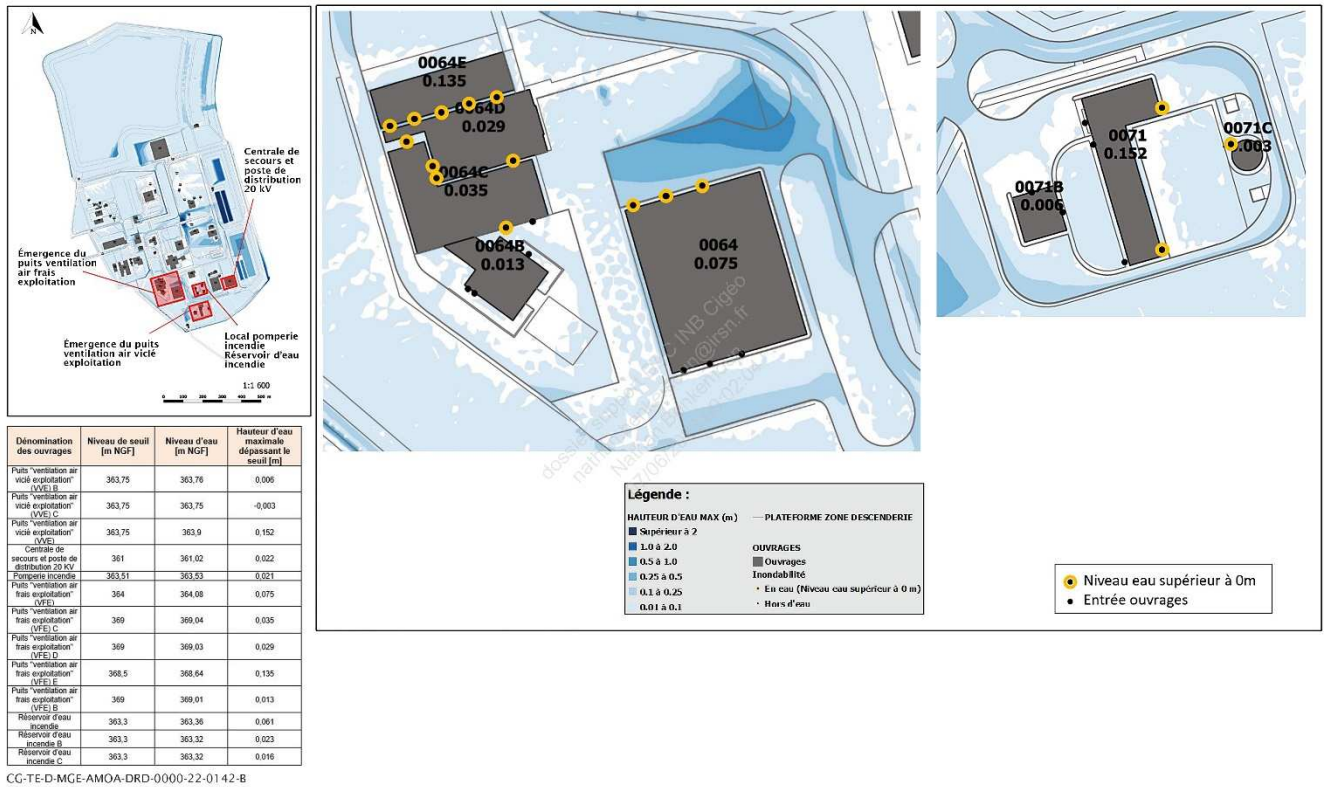 N
Centrale de
secours et
poste de
distribution
20 kV
Émergence du
puits ventilation
air frais
exploitation
Émergence du puits
ventilation air vicié
exploitation
Local pomperie
incendie
Réservoir d'eau
incendie
1:1 600
0 100 200 300 400 500 m
0064E
0.135
0064D
0.029
0064C
0.035
0064B
0.013
0064
0.075
0071
0.152
0071B
0.006
0071C
0.003
Légende :
HAUTEUR D'EAU MAX (m)
Supérieur à 2
1.0 à 2.0
0.5 à 1.0
0.25 à 0.5
0.1 à 0.25
0.01 à 0.1
PLATEFORME ZONE DESCENDERIE
OUVRAGES
Ouvrages
Inondabilité
En eau (Niveau eau supérieur à 0 m)
Hors d'eau
Niveau eau supérieur à 0m
Entrée ouvrages
Dénomination des ouvrages Niveau de seuil [m NGF] Niveau d'eau [m NGF] Hauteur d'eau maximale dépassant le seuil [m]
Puits "ventilation air vicié exploitation" (VVE) B 363,75 363,76 0,006
Puits "ventilation air vicié exploitation" (VVE) C 363,75 363,75 -0,003
Puits "ventilation air vicié exploitation" (VVE) 363,75 363,9 0,152
Centrale de secours et poste de distribution 20 KV 361 361,02 0,022
Pomperie incendie 363,51 363,53 0,021
Puits "ventilation air frais exploitation" (VFE) 364 364,08 0,075
Puits "ventilation air frais exploitation" (VFE) C 369 369,04 0,035
Puits "ventilation air frais exploitation" (VFE) D 369 369,03 0,029
Puits "ventilation air frais exploitation" (VFE) E 368,5 368,64 0,135
Puits "ventilation air frais exploitation" (VFE) B 369 369,01 0,013
Réservoir d'eau incendie 363,3 363,36 0,061
Réservoir d'eau incendie B 363,3 363,32 0,023
Réservoir d'eau incendie C 363,3 363,32 0,016
CG-TE-D-MGE-AMOA-DRD-0000-22-0142-B